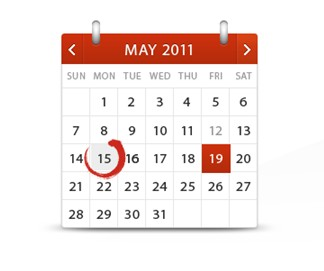 MAY 2011
SUN MON TUE WED THU FRI SAT
1 2 3 4 5 6
7 8 9 10 11 12 13
14 15 16 17 18 19 20
21 22 23 24 25 26 27
28 29 30 31